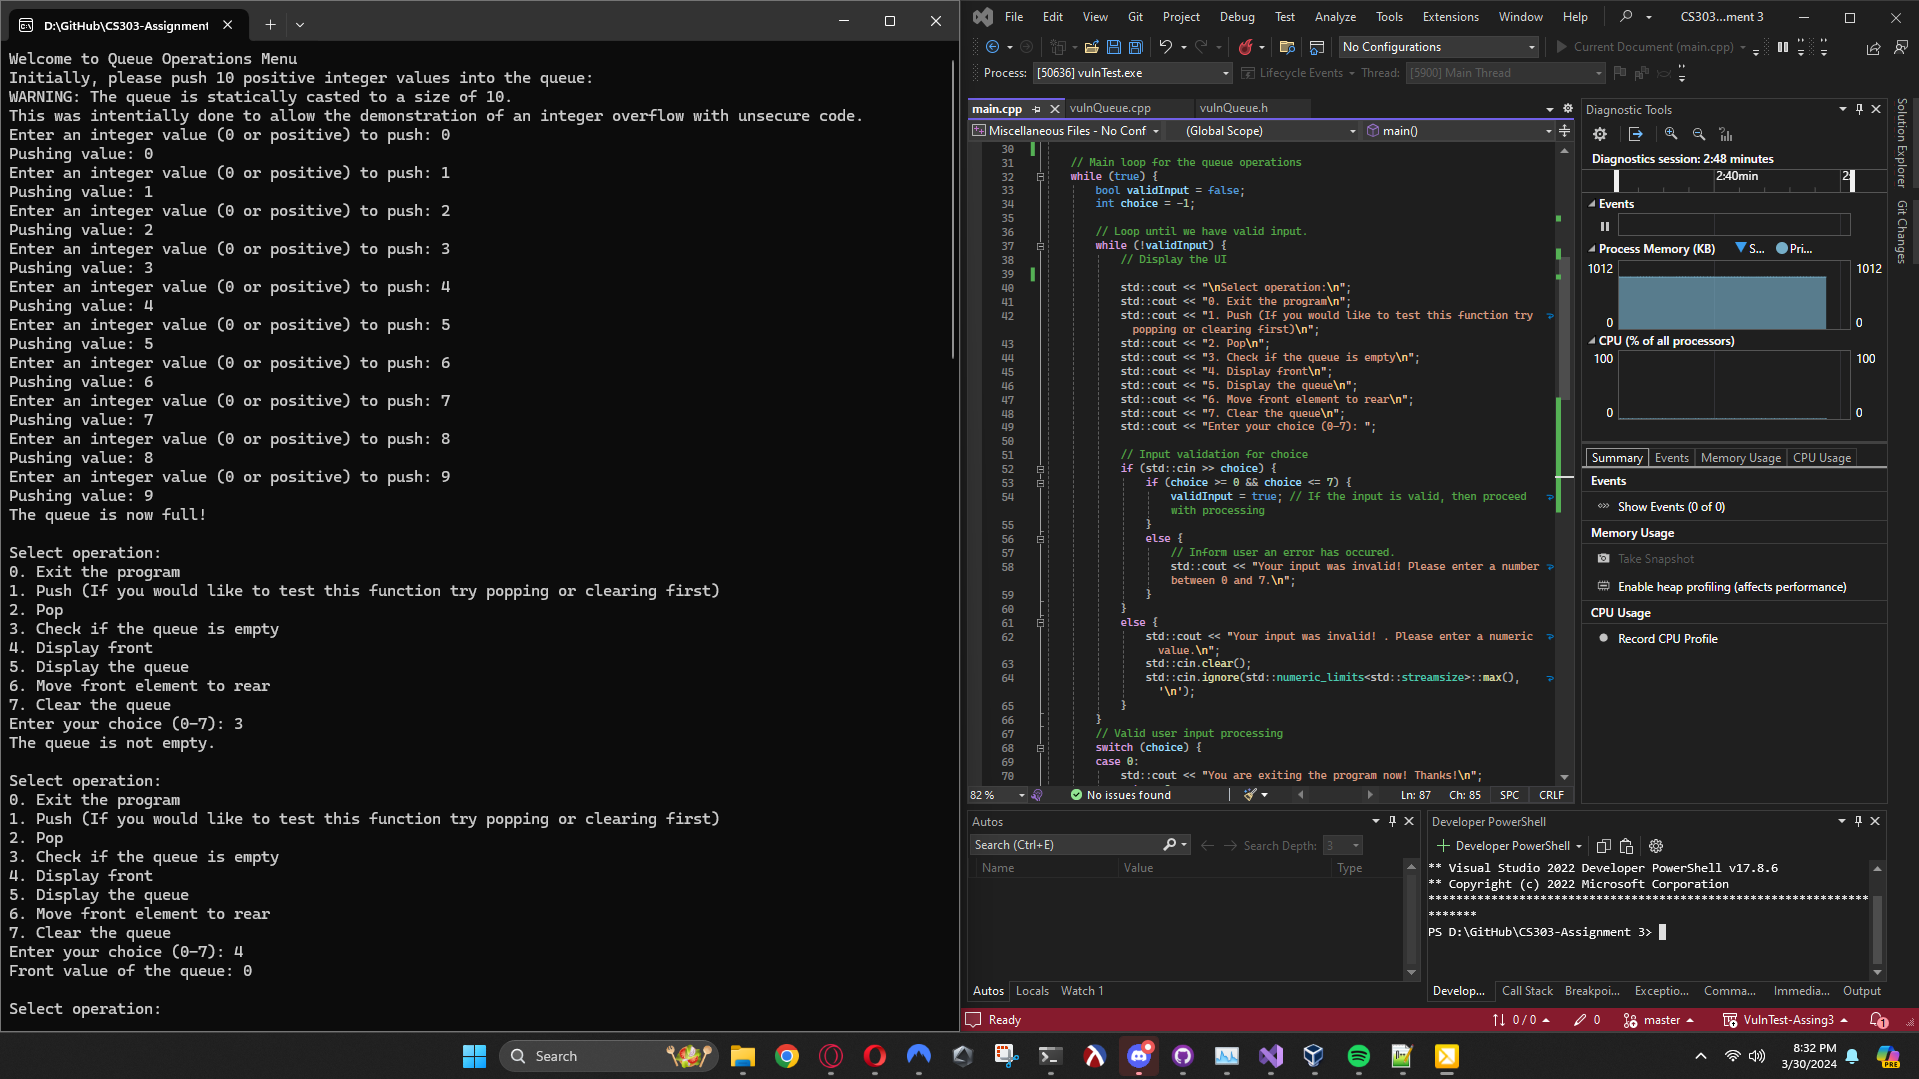 D:\GitHub\CS303-Assignment
Welcome to Queue Operations Menu
Initially, please push 10 positive integer values into the queue:
WARNING: The queue is statically casted to a size of 10.
This was intentially done to allow the demonstration of an integer overflow with unsecure code.
Enter an integer value (0 or positive) to push: 0
Pushing value: 0
Enter an integer value (0 or positive) to push: 1
Pushing value: 1
Enter an integer value (0 or positive) to push: 2
Pushing value: 2
Enter an integer value (0 or positive) to push: 3
Pushing value: 3
Enter an integer value (0 or positive) to push: 4
Pushing value: 4
Enter an integer value (0 or positive) to push: 5
Pushing value: 5
Enter an integer value (0 or positive) to push: 6
Pushing value: 6
Enter an integer value (0 or positive) to push: 7
Pushing value: 7
Enter an integer value (0 or positive) to push: 8
Pushing value: 8
Enter an integer value (0 or positive) to push: 9
Pushing value: 9
The queue is now full!
Select operation:
0. Exit the program
1. Push (If you would like to test this function try popping or clearing first)
2. Pop
3. Check if the queue is empty
4. Display front
5. Display the queue
6. Move front element to rear
7. Clear the queue
Enter your choice (0-7): 3
The queue is not empty.
Select operation:
0. Exit the program
1. Push (If you would like to test this function try popping or clearing first)
2. Pop
3. Check if the queue is empty
4. Display front
5. Display the queue
6. Move front element to rear
7. Clear the queue
Enter your choice (0-7): 4
Front value of the queue: 0
Select operation:
File Edit View Git Project Debug Test Analyze Tools Extensions Window Help CS303...ment 3
No Configurations Current Document (main.cpp)
Process: [50636] vulnTest.exe Lifecycle Events Thread: [5900] Main Thread
main.cpp vulnQueue.cpp vulnQueue.h
Miscellaneous Files - No Conf (Global Scope) main()
30
31 // Main loop for the queue operations
32 while (true) {
33 bool validInput = false;
34 int choice = -1;
35
36 // Loop until we have valid input.
37 while (!validInput) {
38 // Display the UI
39
40 std::cout << "\nSelect operation:\n";
41 std::cout << "0. Exit the program\n";
42 std::cout << "1. Push (If you would like to test this function try
popping or clearing first)\n";
43 std::cout << "2. Pop\n";
44 std::cout << "3. Check if the queue is empty\n";
45 std::cout << "4. Display front\n";
46 std::cout << "5. Display the queue\n";
47 std::cout << "6. Move front element to rear\n";
48 std::cout << "7. Clear the queue\n";
49 std::cout << "Enter your choice (0-7): ";
50
51 // Input validation for choice
52 if (std::cin >> choice) {
53 if (choice >= 0 && choice <= 7) {
54 validInput = true; // If the input is valid, then proceed
with processing
55 }
56 else {
57 // Inform user an error has occured.
58 std::cout << "Your input was invalid! Please enter a number
between 0 and 7.\n";
59 }
60 }
61 else {
62 std::cout << "Your input was invalid! . Please enter a numeric
value.\n";
63 std::cin.clear();
64 std::cin.ignore(std::numeric_limits<std::streamsize>::max(),
'\n');
65 }
66 }
67 // Valid user input processing
68 switch (choice) {
69 case 0:
70 std::cout << "You are exiting the program now! Thanks!\n";
82 % No issues found Ln: 87 Ch: 85 SPC CRLF
Diagnostic Tools
Diagnostics session: 2:48 minutes
2:40min
Events
Process Memory (KB) S... Pri...
1012 1012
0 0
CPU (% of all processors)
100 100
0 0
Summary Events Memory Usage CPU Usage
Events
Show Events (0 of 0)
Memory Usage
Take Snapshot
Enable heap profiling (affects performance)
CPU Usage
Record CPU Profile
Solution Explorer
Git Changes
Autos
Search (Ctrl+E) Search Depth: 3
Name Value Type
Autos Locals Watch 1
Developer PowerShell
Developer PowerShell
** Visual Studio 2022 Developer PowerShell v17.8.6
** Copyright (c) 2022 Microsoft Corporation
**********************************************************************
PS D:\GitHub\CS303-Assignment 3>
Develop... Call Stack Breakpoi... Exceptio... Comma... Immedia... Output
Ready 0 / 0 0 master VulnTest-Assing3 1
Search
8:32 PM
3/30/2024
PRE